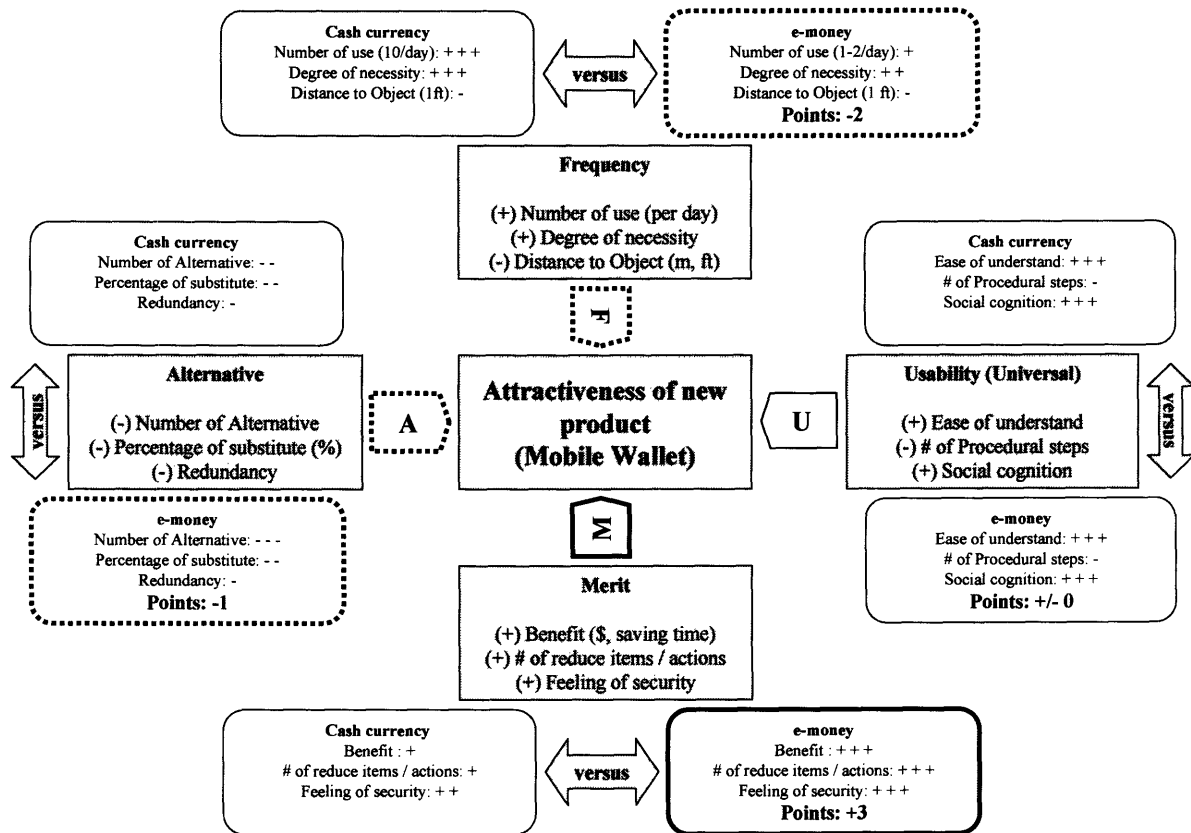 Cash currency
Number of use (10/day): + + +
Degree of necessity: + + +
Distance to Object (1ft): -
versus
e-money
Number of use (1-2/day): +
Degree of necessity: + +
Distance to Object (1 ft): -
Points: -2
Frequency
(+) Number of use (per day)
(+) Degree of necessity
(-) Distance to Object (m, ft)
F
Cash currency
Number of Alternative: - -
Percentage of substitute: - -
Redundancy: -
versus
Alternative
(-) Number of Alternative
(-) Percentage of substitute (%)
(-) Redundancy
A
e-money
Number of Alternative: - - -
Percentage of substitute: - -
Redundancy: -
Points: -1
Attractiveness of new
product
(Mobile Wallet)
Cash currency
Ease of understand: + + +
# of Procedural steps: -
Social cognition: + + +
U
Usability (Universal)
(+) Ease of understand
(-) # of Procedural steps
(+) Social cognition
versus
e-money
Ease of understand: + + +
# of Procedural steps: -
Social cognition: + + +
Points: +/- 0
M
Merit
(+) Benefit ($, saving time)
(+) # of reduce items / actions
(+) Feeling of security
Cash currency
Benefit : +
# of reduce items / actions: +
Feeling of security: + +
versus
e-money
Benefit : + + +
# of reduce items / actions: + + +
Feeling of security: + + +
Points: +3